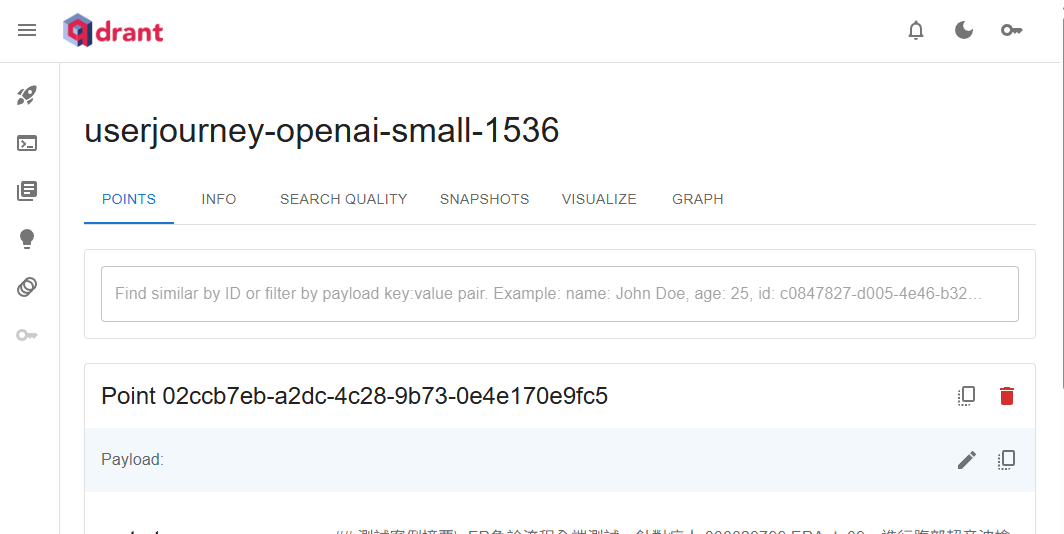 qdrant
userjourney-openai-small-1536
POINTS INFO SEARCH QUALITY SNAPSHOTS VISUALIZE GRAPH
Find similar by ID or filter by payload key:value pair. Example: name: John Doe, age: 25, id: c0847827-d005-4e46-b32...
Point 02ccb7eb-a2dc-4c28-9b73-0e4e170e9fc5
Payload: